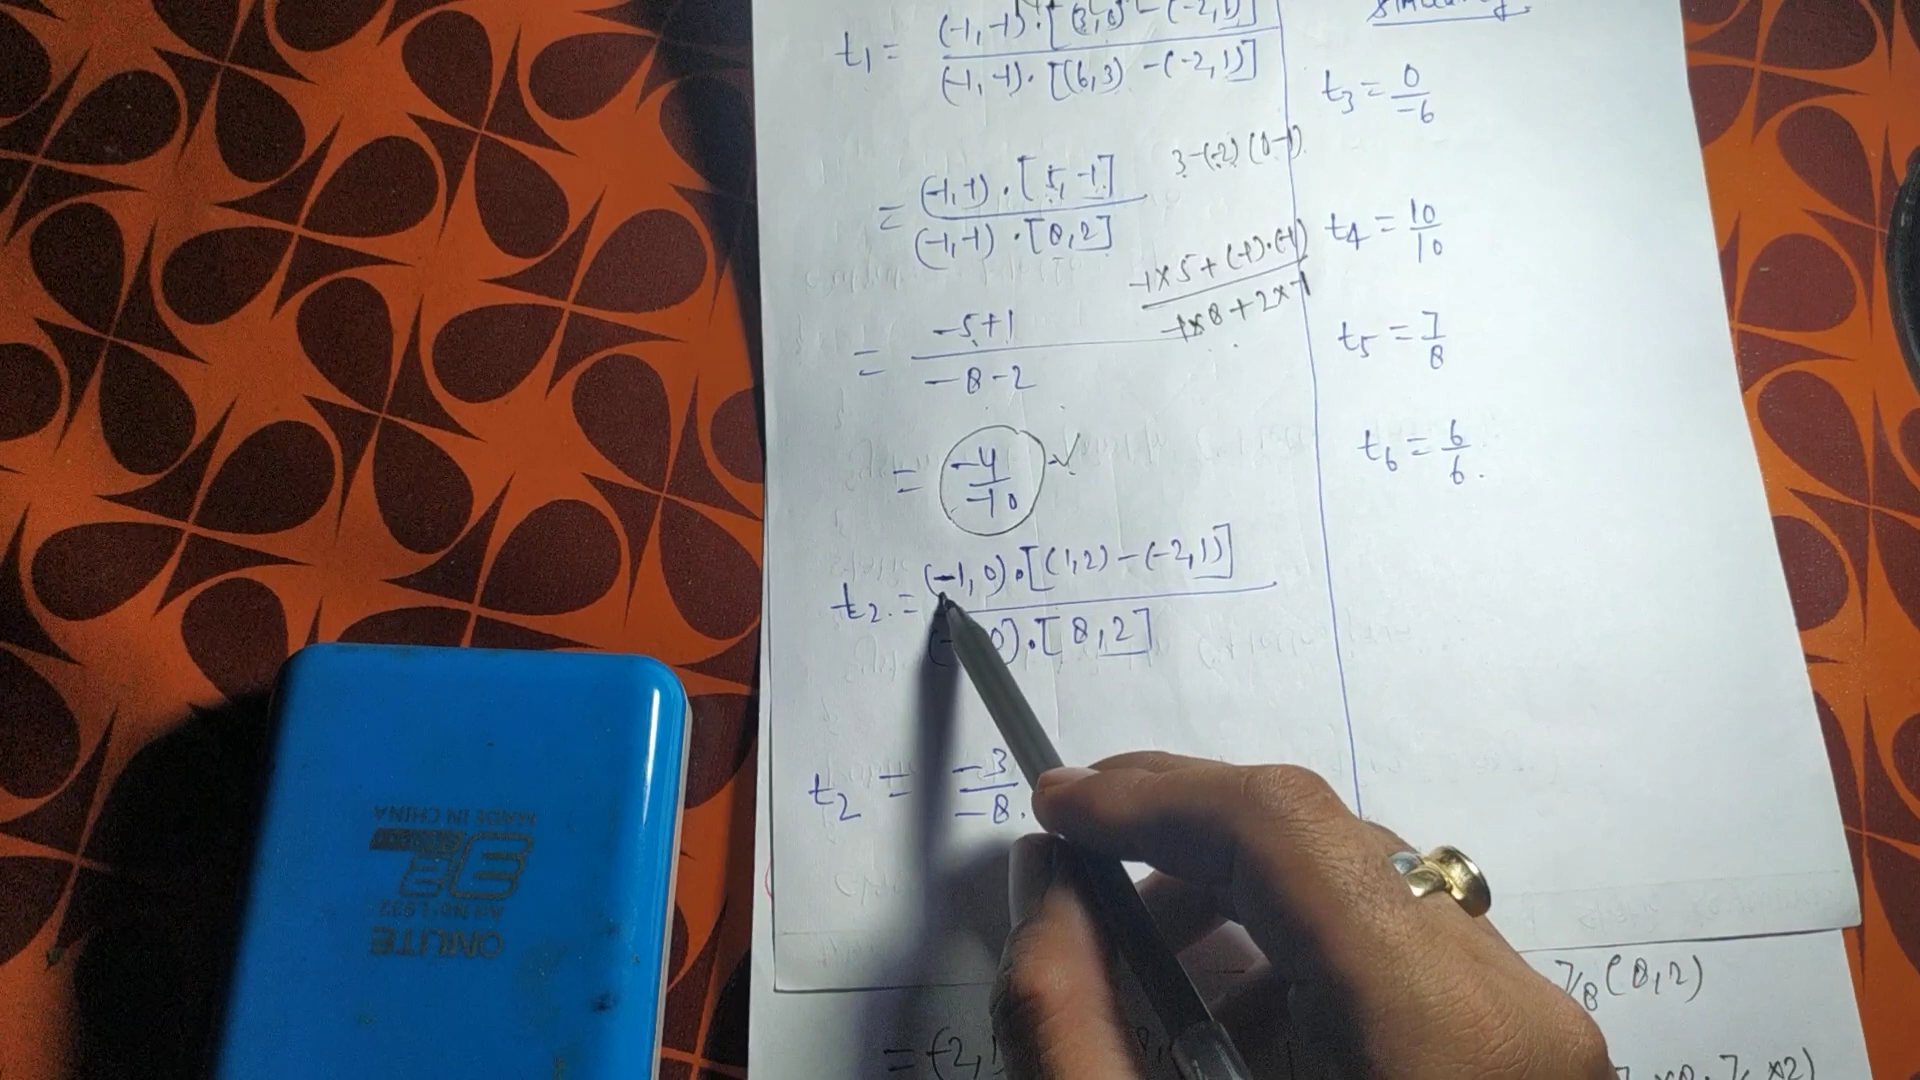 t1 = (-1,-1)·[(3,0) - (-2,1)]
(-1,-1)·[(6,3) - (-2,1)]
= (-1,-1)·[5,-1]
(-1,-1)·[8,2]
3-(-2) (0-1)
-1×5 + (-1)·(-1)
-1×8 + 2×-1
= -5+1
-8-2
= -4
-10 ✓
t2 = (-1,0)·[(1,2) - (-2,1)]
0)·[8,2]
t2 = -3
-8.
t3 = 0
-6
t4 = 10
10
t5 = 7
8
t6 = 6
6.
7/8 (8,2)
= (-2,1
ONLITE
MADE IN CHINA